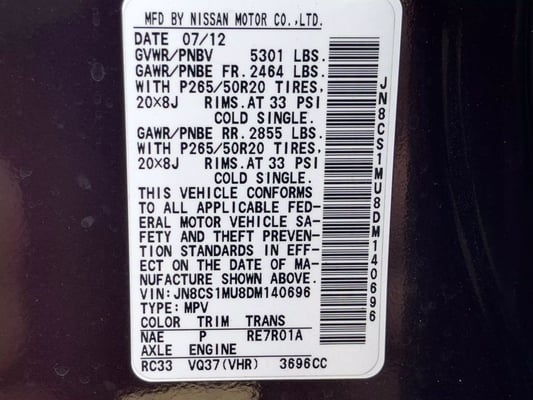 MFD BY NISSAN MOTOR CO.,LTD.
DATE 07/12
GVWR/PNBV 5301 LBS.
GAWR/PNBE FR. 2464 LBS.
WITH P265/50R20 TIRES,
20×8J RIMS. AT 33 PSI
COLD SINGLE.
GAWR/PNBE RR. 2855 LBS.
WITH P265/50R20 TIRES,
20×8J RIMS. AT 33 PSI
COLD SINGLE.
THIS VEHICLE CONFORMS
TO ALL APPLICABLE FED-
ERAL MOTOR VEHICLE SA-
FETY AND THEFT PREVEN-
TION STANDARDS IN EFF-
ECT ON THE DATE OF MA-
NUFACTURE SHOWN ABOVE.
VIN: JN8CS1MU8DM140696
TYPE: MPV
COLOR TRIM TRANS
NAE P RE7R01A
AXLE ENGINE
RC33 VQ37(VHR) 3696CC
JN8CS1MU8DM140696